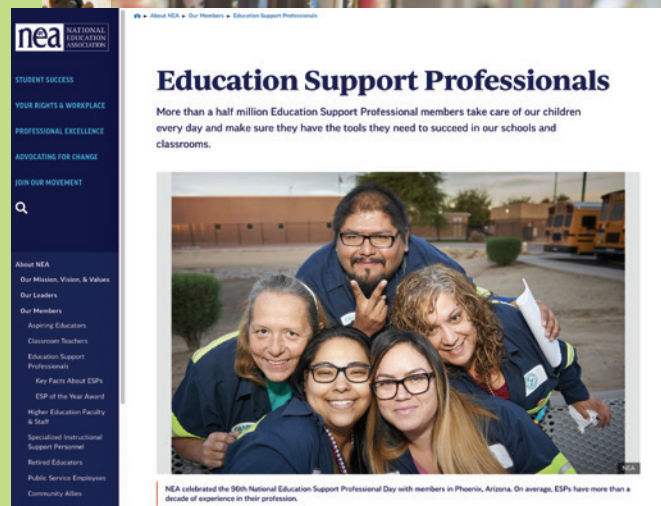 About NEA ▸ Our Members ▸ Education Support Professionals
nea NATIONAL
EDUCATION
ASSOCIATION
STUDENT SUCCESS
YOUR RIGHTS & WORKPLACE
PROFESSIONAL EXCELLENCE
ADVOCATING FOR CHANGE
JOIN OUR MOVEMENT
About NEA
Our Mission, Vision, & Values
Our Leaders
Our Members
Aspiring Educators
Classroom Teachers
Education Support
Professionals
Key Facts About ESPs
ESP of the Year Award
Higher Education Faculty
& Staff
Specialized Instructional
Support Personnel
Retired Educators
Public Service Employees
Community Allies
Education Support Professionals
More than a half million Education Support Professional members take care of our children
every day and make sure they have the tools they need to succeed in our schools and
classrooms.
NEA
NEA celebrated the 96th National Education Support Professional Day with members in Phoenix, Arizona. On average, ESPs have more than a
decade of experience in their profession.